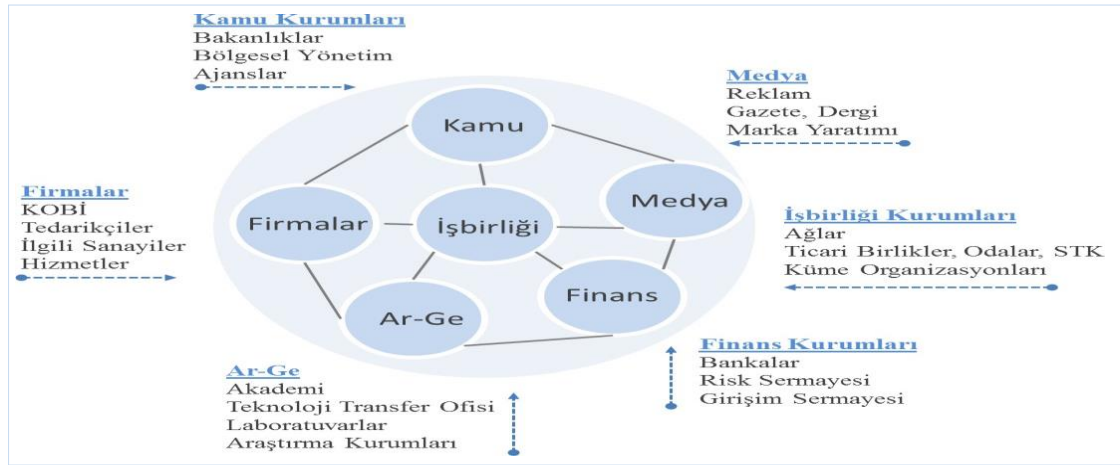 Kamu Kurumları
Bakanlıklar
Bölgesel Yönetim
Ajanslar
Medya
Reklam
Gazete, Dergi
Marka Yaratımı
Firmalar
KOBİ
Tedarikçiler
İlgili Sanayiler
Hizmetler
Kamu
Medya
Firmalar
İşbirliği
Finans
Ar-Ge
İşbirliği Kurumları
Ağlar
Ticari Birlikler, Odalar, STK
Küme Organizasyonları
Finans Kurumları
Bankalar
Risk Sermayesi
Girişim Sermayesi
Ar-Ge
Akademi
Teknoloji Transfer Ofisi
Laboratuvarlar
Araştırma Kurumları